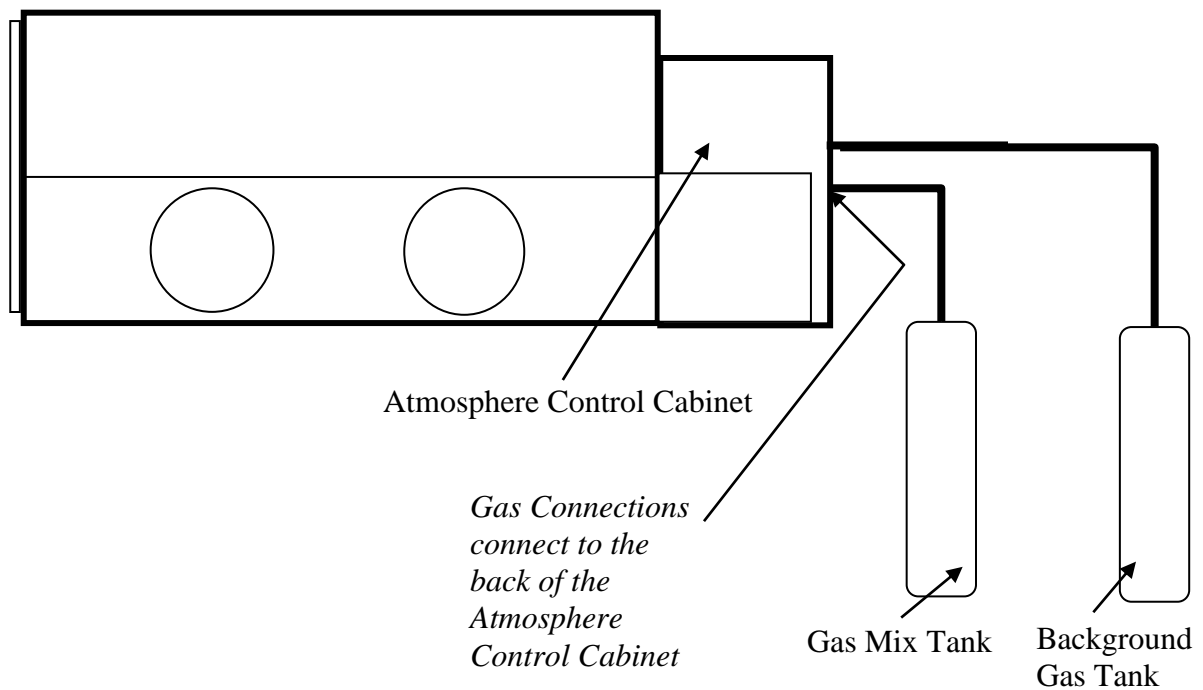 Atmosphere Control Cabinet
Gas Connections
connect to the
back of the
Atmosphere
Control Cabinet
Gas Mix Tank
Background
Gas Tank